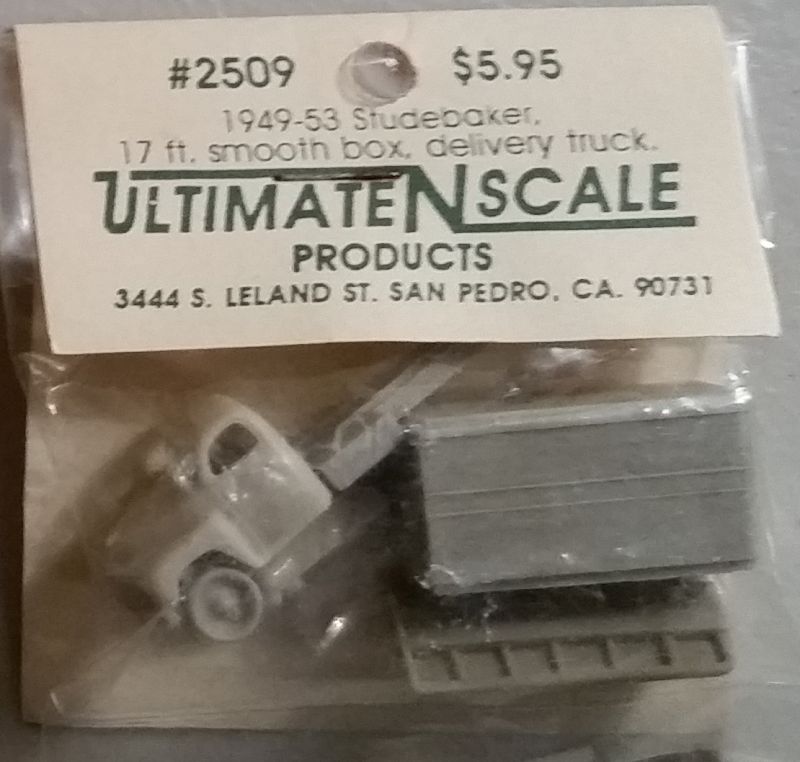 #2509 $5.95
1949-53 Studebaker,
17 ft. smooth box, delivery truck.
ULTIMATE N SCALE
PRODUCTS
3444 S. LELAND ST. SAN PEDRO, CA. 90731